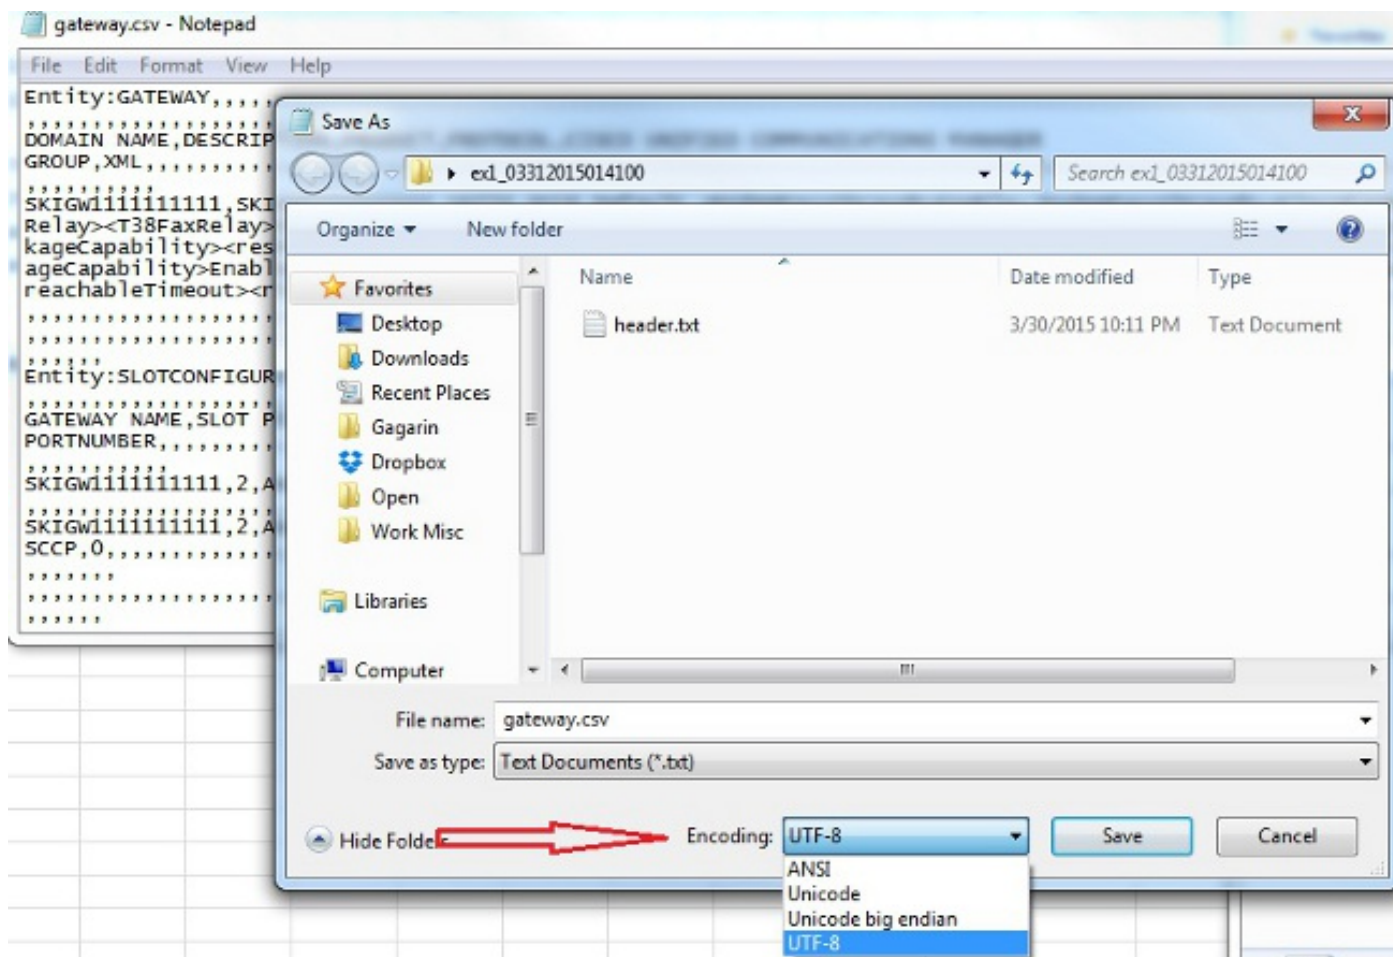 gateway.csv - Notepad
File Edit Format View Help
Entity:GATEWAY,,,,,
,,,,,,,,,,,,,,,,,,,
DOMAIN NAME,DESCRIP
GROUP,XML,,,,,,,,,,
,,,,,,,,,,
SKIGW1111111111,SKI
Relay><T38FaxRelay>
kageCapability><res
ageCapability>Enabl
reachableTimeout><r
,,,,,,,,,,,,,,,,,,,
,,,,,,,,,,,,,,,,,,,
,,,,,,
Entity:SLOTCONFIGUR
,,,,,,,,,,,,,,,,,,,
GATEWAY NAME,SLOT P
PORTNUMBER,,,,,,,,,
,,,,,,,,,,,
SKIGW1111111111,2,A
,,,,,,,,,,,,,,,,,,,
SKIGW1111111111,2,A
SCCP,0,,,,,,,,,,,,,
,,,,,,,
,,,,,,,,,,,,,,,,,,,
,,,,,,
Save As
ex1_03312015014100
Search ex1_03312015014100
Organize New folder
Favorites
Desktop
Downloads
Recent Places
Gagarin
Dropbox
Open
Work Misc
Libraries
Computer
Name Date modified Type
header.txt 3/30/2015 10:11 PM Text Document
File name: gateway.csv
Save as type: Text Documents (*.txt)
Hide Folders Encoding: UTF-8 Save Cancel
ANSI
Unicode
Unicode big endian
UTF-8